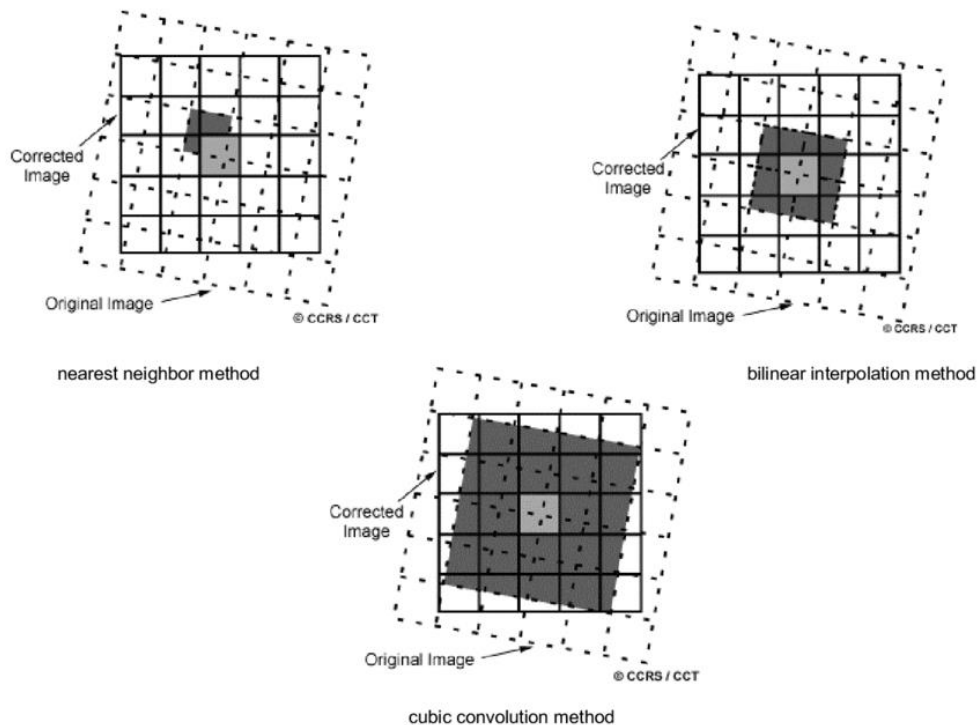 Corrected
Image
Original Image
© CCRS / CCT
nearest neighbor method
Corrected
Image
Original Image
© CCRS / CCT
bilinear interpolation method
Corrected
Image
Original Image
© CCRS / CCT
cubic convolution method